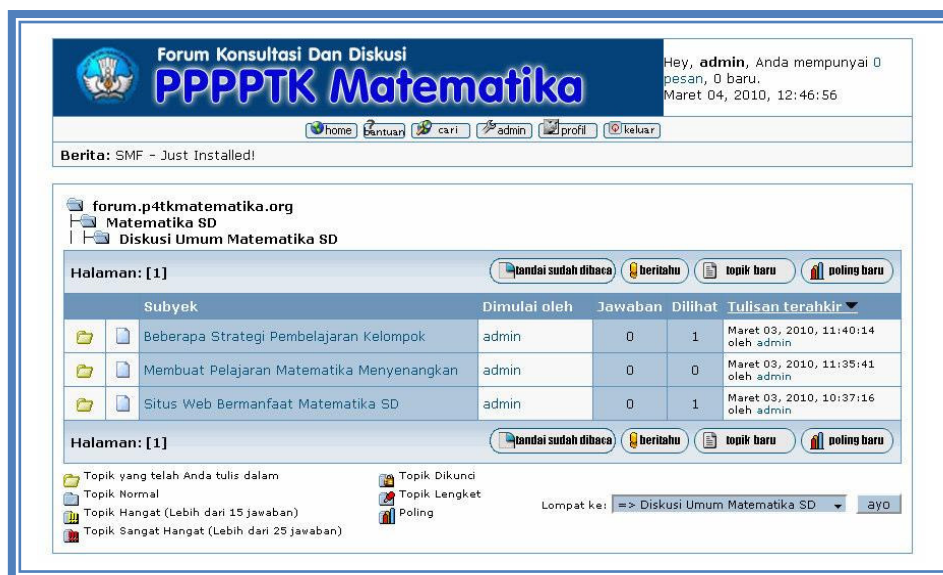 Forum Konsultasi Dan Diskusi
PPPPTK Matematika
Hey, admin, Anda mempunyai 0
pesan, 0 baru.
Maret 04, 2010, 12:46:56
home bantuan cari admin profil keluar
Berita: SMF - Just Installed!
forum.p4tkmatematika.org
Matematika SD
Diskusi Umum Matematika SD
Halaman: [1] tandai sudah dibaca beritahu topik baru poling baru
Subyek Dimulai oleh Jawaban Dilihat Tulisan terahkir
Beberapa Strategi Pembelajaran Kelompok admin 0 1 Maret 03, 2010, 11:40:14
oleh admin
Membuat Pelajaran Matematika Menyenangkan admin 0 0 Maret 03, 2010, 11:35:41
oleh admin
Situs Web Bermanfaat Matematika SD admin 0 1 Maret 03, 2010, 10:37:16
oleh admin
Halaman: [1] tandai sudah dibaca beritahu topik baru poling baru
Topik yang telah Anda tulis dalam
Topik Normal
Topik Hangat (Lebih dari 15 jawaban)
Topik Sangat Hangat (Lebih dari 25 jawaban)
Topik Dikunci
Topik Lengket
Poling
Lompat ke: => Diskusi Umum Matematika SD ayo